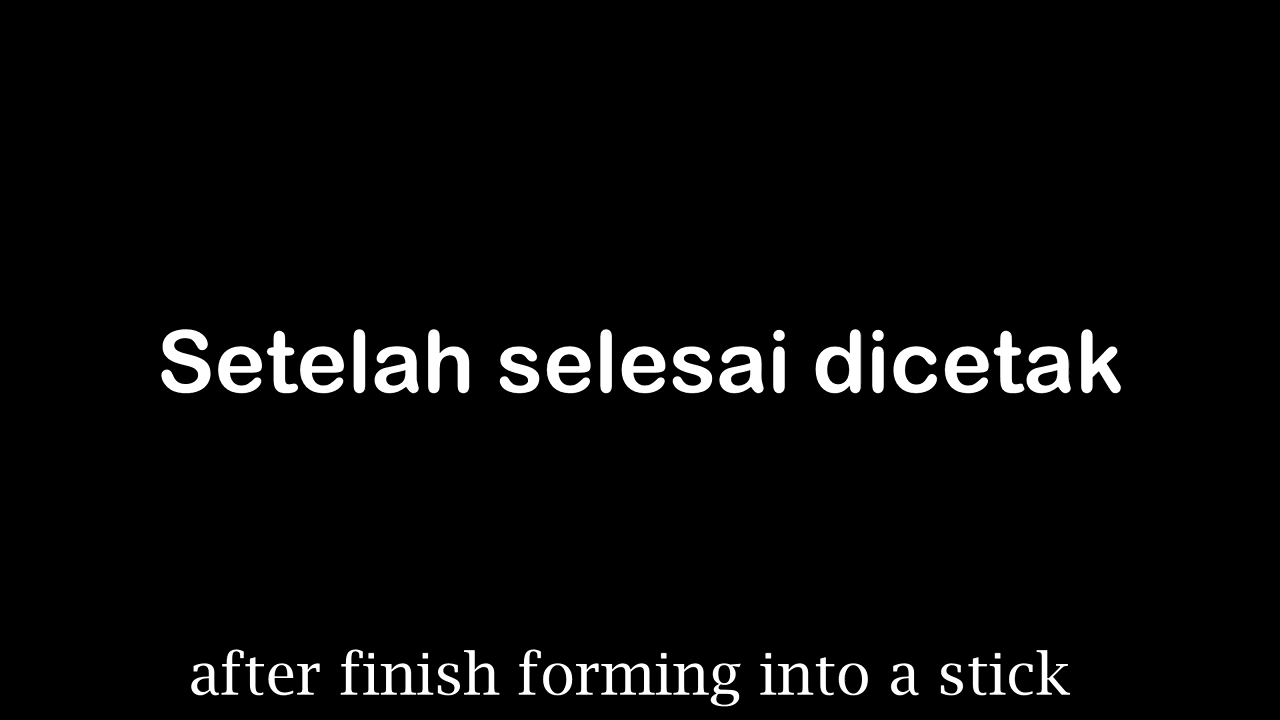 Setelah selesai dicetak
after finish forming into a stick